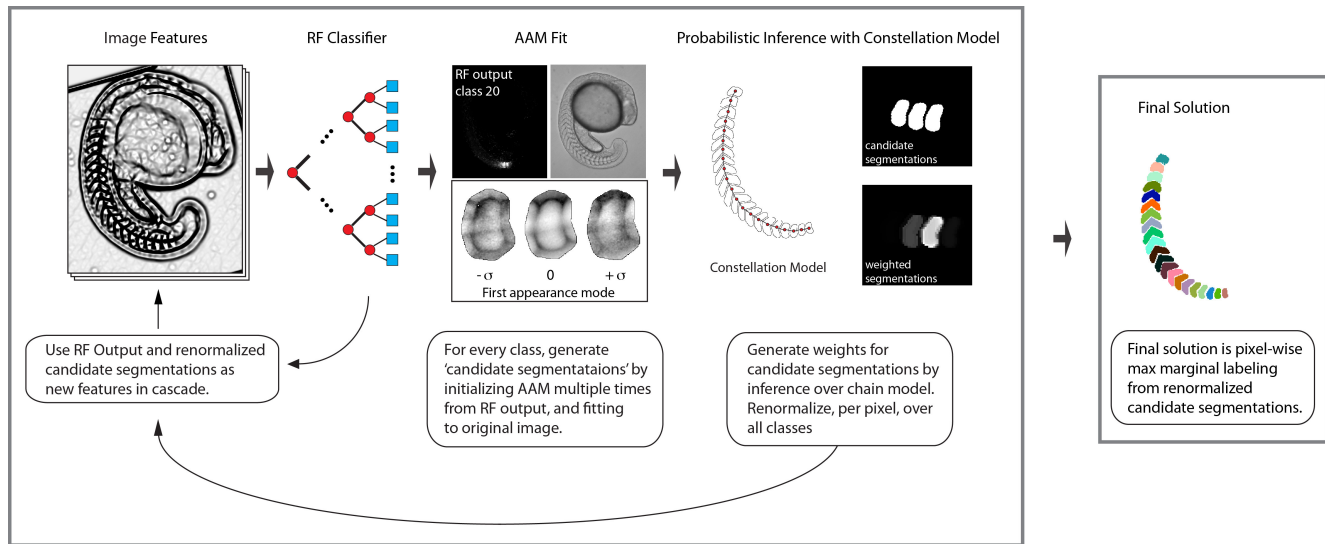 Image Features
RF Classifier
AAM Fit
Probabilistic Inference with Constellation Model
RF output
class 20
candidate
segmentations
- σ
0
+ σ
First appearance mode
Constellation Model
weighted
segmentations
Use RF Output and renormalized
candidate segmentations as
new features in cascade.
For every class, generate
‘candidate segmentataions’ by
initializing AAM multiple times
from RF output, and fitting
to original image.
Generate weights for
candidate segmentations by
inference over chain model.
Renormalize, per pixel, over
all classes
Final Solution
Final solution is pixel-wise
max marginal labeling
from renormalized
candidate segmentations.